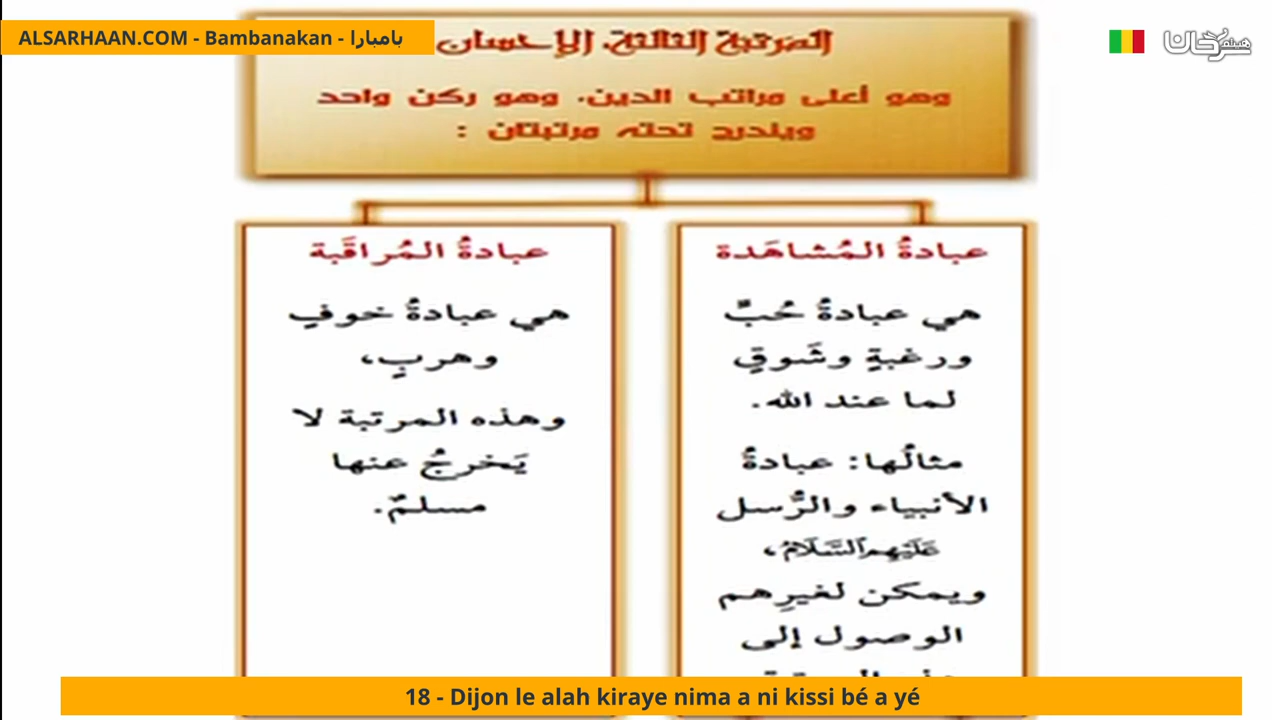 ALSARHAAN.COM - Bambanakan - بامبارا
هيثم سرحان
المرتبة الثالثة: الإحسان
وهو أعلى مراتب الدين، وهو ركن واحد
ويندرج تحته مرتبتان :
عبادةُ المُشاهَدة
هي عبادةُ حُبٍّ
ورغبةٍ وشَوقٍ
لما عند الله.
مثالُها: عبادةُ
الأنبياء والرُّسل
عَلَيْهِمُ السَّلَامُ،
ويمكن لغيرِهم
الوصول إلى
عبادةُ المُراقَبة
هي عبادةُ خوفٍ
وهربٍ،
وهذه المرتبة لا
يَخرجُ عنها
مسلمٌ.
18 - Dijon le alah kiraye nima a ni kissi bé a yé